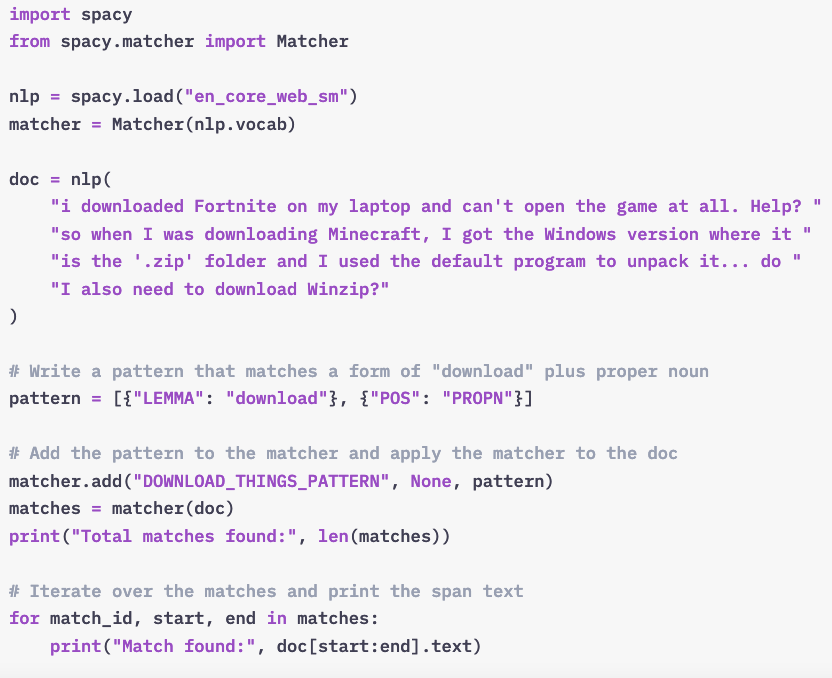 import spacy
from spacy.matcher import Matcher

nlp = spacy.load("en_core_web_sm")
matcher = Matcher(nlp.vocab)

doc = nlp(
    "i downloaded Fortnite on my laptop and can't open the game at all. Help? "
    "so when I was downloading Minecraft, I got the Windows version where it "
    "is the '.zip' folder and I used the default program to unpack it... do "
    "I also need to download Winzip?"
)

# Write a pattern that matches a form of "download" plus proper noun
pattern = [{"LEMMA": "download"}, {"POS": "PROPN"}]

# Add the pattern to the matcher and apply the matcher to the doc
matcher.add("DOWNLOAD_THINGS_PATTERN", None, pattern)
matches = matcher(doc)
print("Total matches found:", len(matches))

# Iterate over the matches and print the span text
for match_id, start, end in matches:
    print("Match found:", doc[start:end].text)